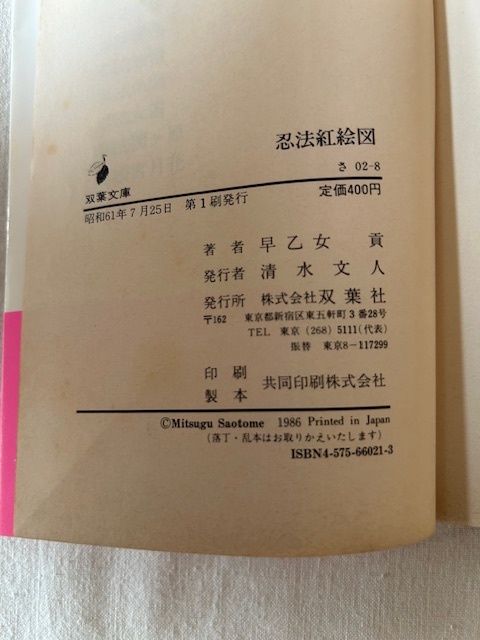 忍法紅絵図
さ 02-8
双葉文庫
定価400円
昭和61年7月25日 第1刷発行
著者 早乙女 貢
発行者 清水文人
発行所 株式会社双葉社
〒162 東京都新宿区東五軒町3番28号
TEL 東京 (268) 5111(代表)
振替 東京8-117299
印刷
製本 共同印刷株式会社
©Mitsugu Saotome 1986 Printed in Japan
(落丁・乱本はお取りかえいたします)
ISBN4-575-66021-3